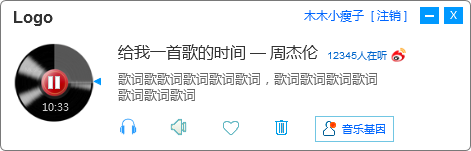 Logo
木木小瘦子 [ 注销 ]
给我一首歌的时间 — 周杰伦 12345人在听
歌词歌歌词歌词歌词歌词，歌词歌词歌词歌词
歌词歌词歌词
10:33
音乐基因